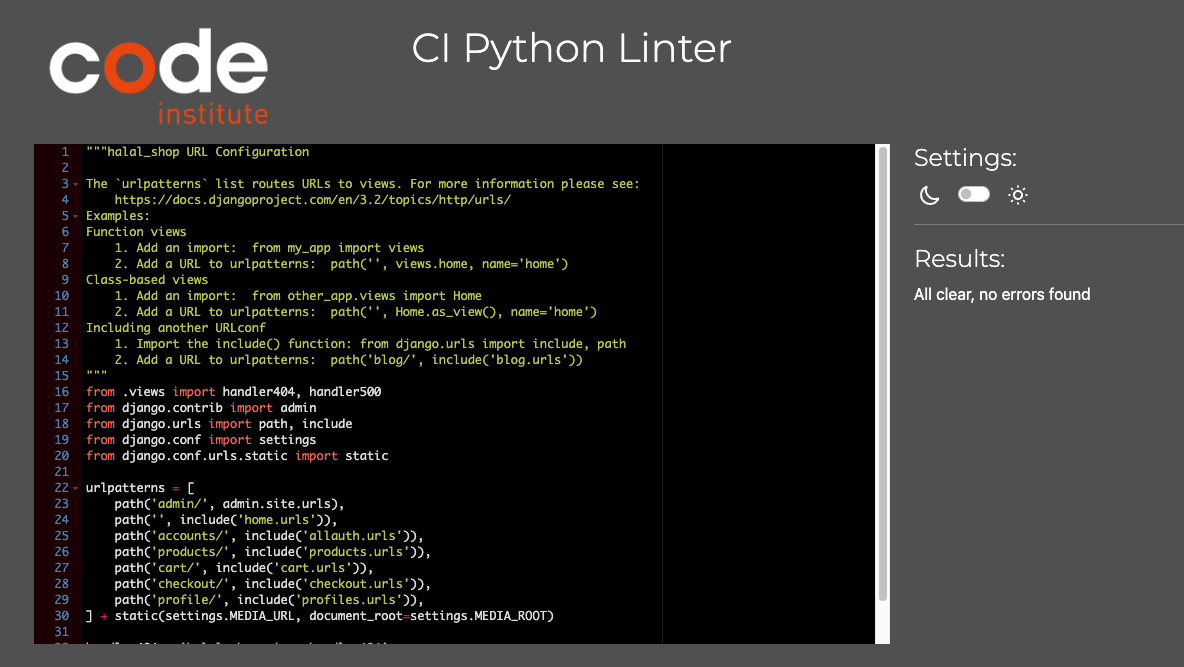 code
institute
CI Python Linter
1 """halal_shop URL Configuration
2
3 The `urlpatterns` list routes URLs to views. For more information please see:
4     https://docs.djangoproject.com/en/3.2/topics/http/urls/
5 Examples:
6 Function views
7     1. Add an import:  from my_app import views
8     2. Add a URL to urlpatterns:  path('', views.home, name='home')
9 Class-based views
10     1. Add an import:  from other_app.views import Home
11     2. Add a URL to urlpatterns:  path('', Home.as_view(), name='home')
12 Including another URLconf
13     1. Import the include() function: from django.urls import include, path
14     2. Add a URL to urlpatterns:  path('blog/', include('blog.urls'))
15 """
16 from .views import handler404, handler500
17 from django.contrib import admin
18 from django.urls import path, include
19 from django.conf import settings
20 from django.conf.urls.static import static
21
22 urlpatterns = [
23     path('admin/', admin.site.urls),
24     path('', include('home.urls')),
25     path('accounts/', include('allauth.urls')),
26     path('products/', include('products.urls')),
27     path('cart/', include('cart.urls')),
28     path('checkout/', include('checkout.urls')),
29     path('profile/', include('profiles.urls')),
30 ] + static(settings.MEDIA_URL, document_root=settings.MEDIA_ROOT)
31
Settings:
Results:
All clear, no errors found